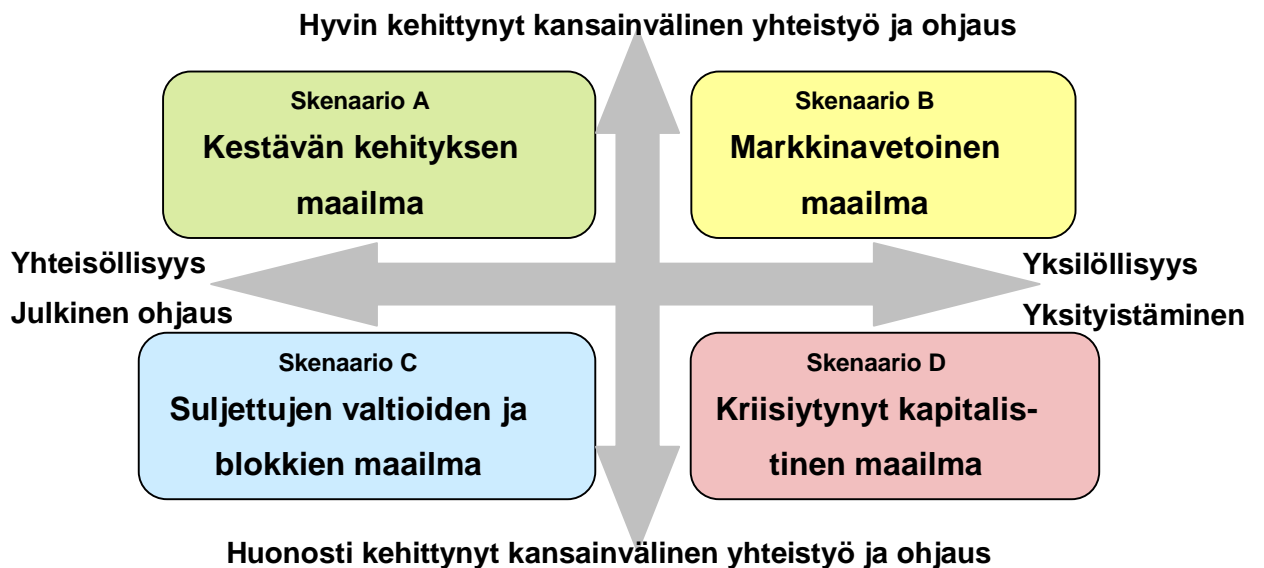 Hyvin kehittynyt kansainvälinen yhteistyö ja ohjaus
Skenaario A
Kestävän kehityksen
maailma
Skenaario B
Markkinavetoinen
maailma
Yhteisöllisyys
Julkinen ohjaus
Yksilöllisyys
Yksityistäminen
Skenaario C
Suljettujen valtioiden ja
blokkien maailma
Skenaario D
Kriisiytynyt kapitalis-
tinen maailma
Huonosti kehittynyt kansainvälinen yhteistyö ja ohjaus